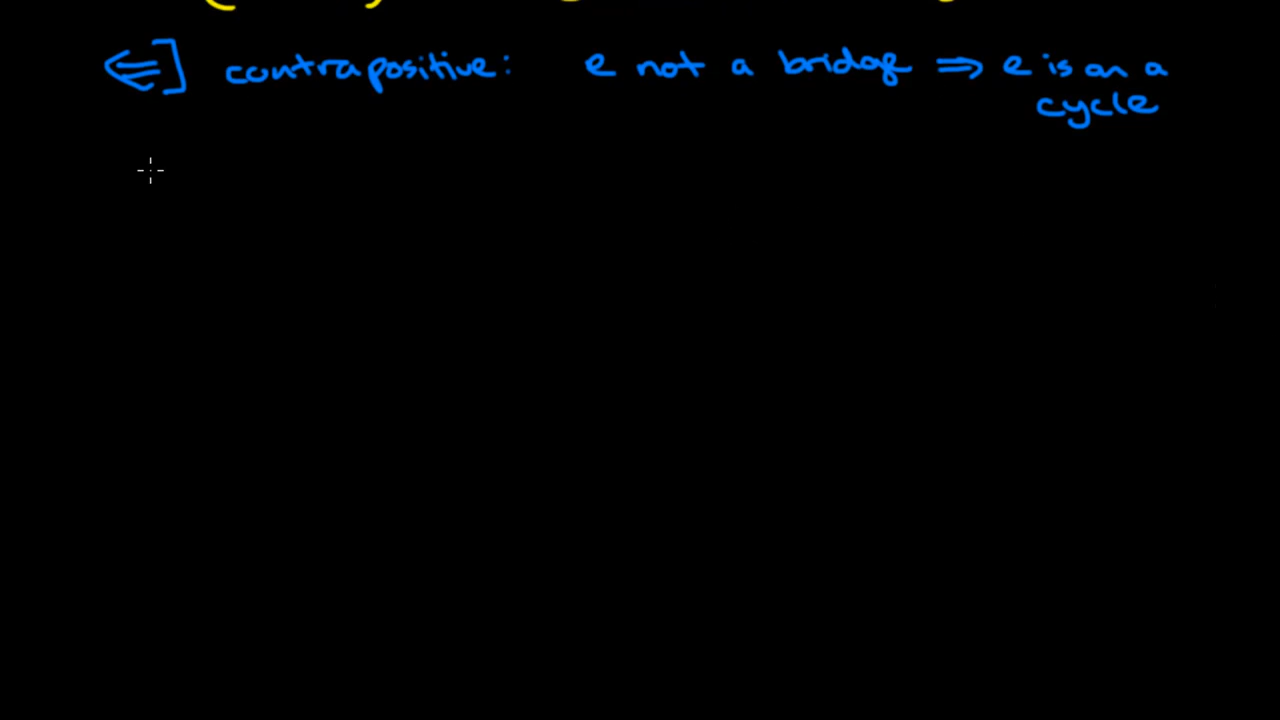 ⇐] contrapositive: e not a bridge ⇒ e is on a
cycle